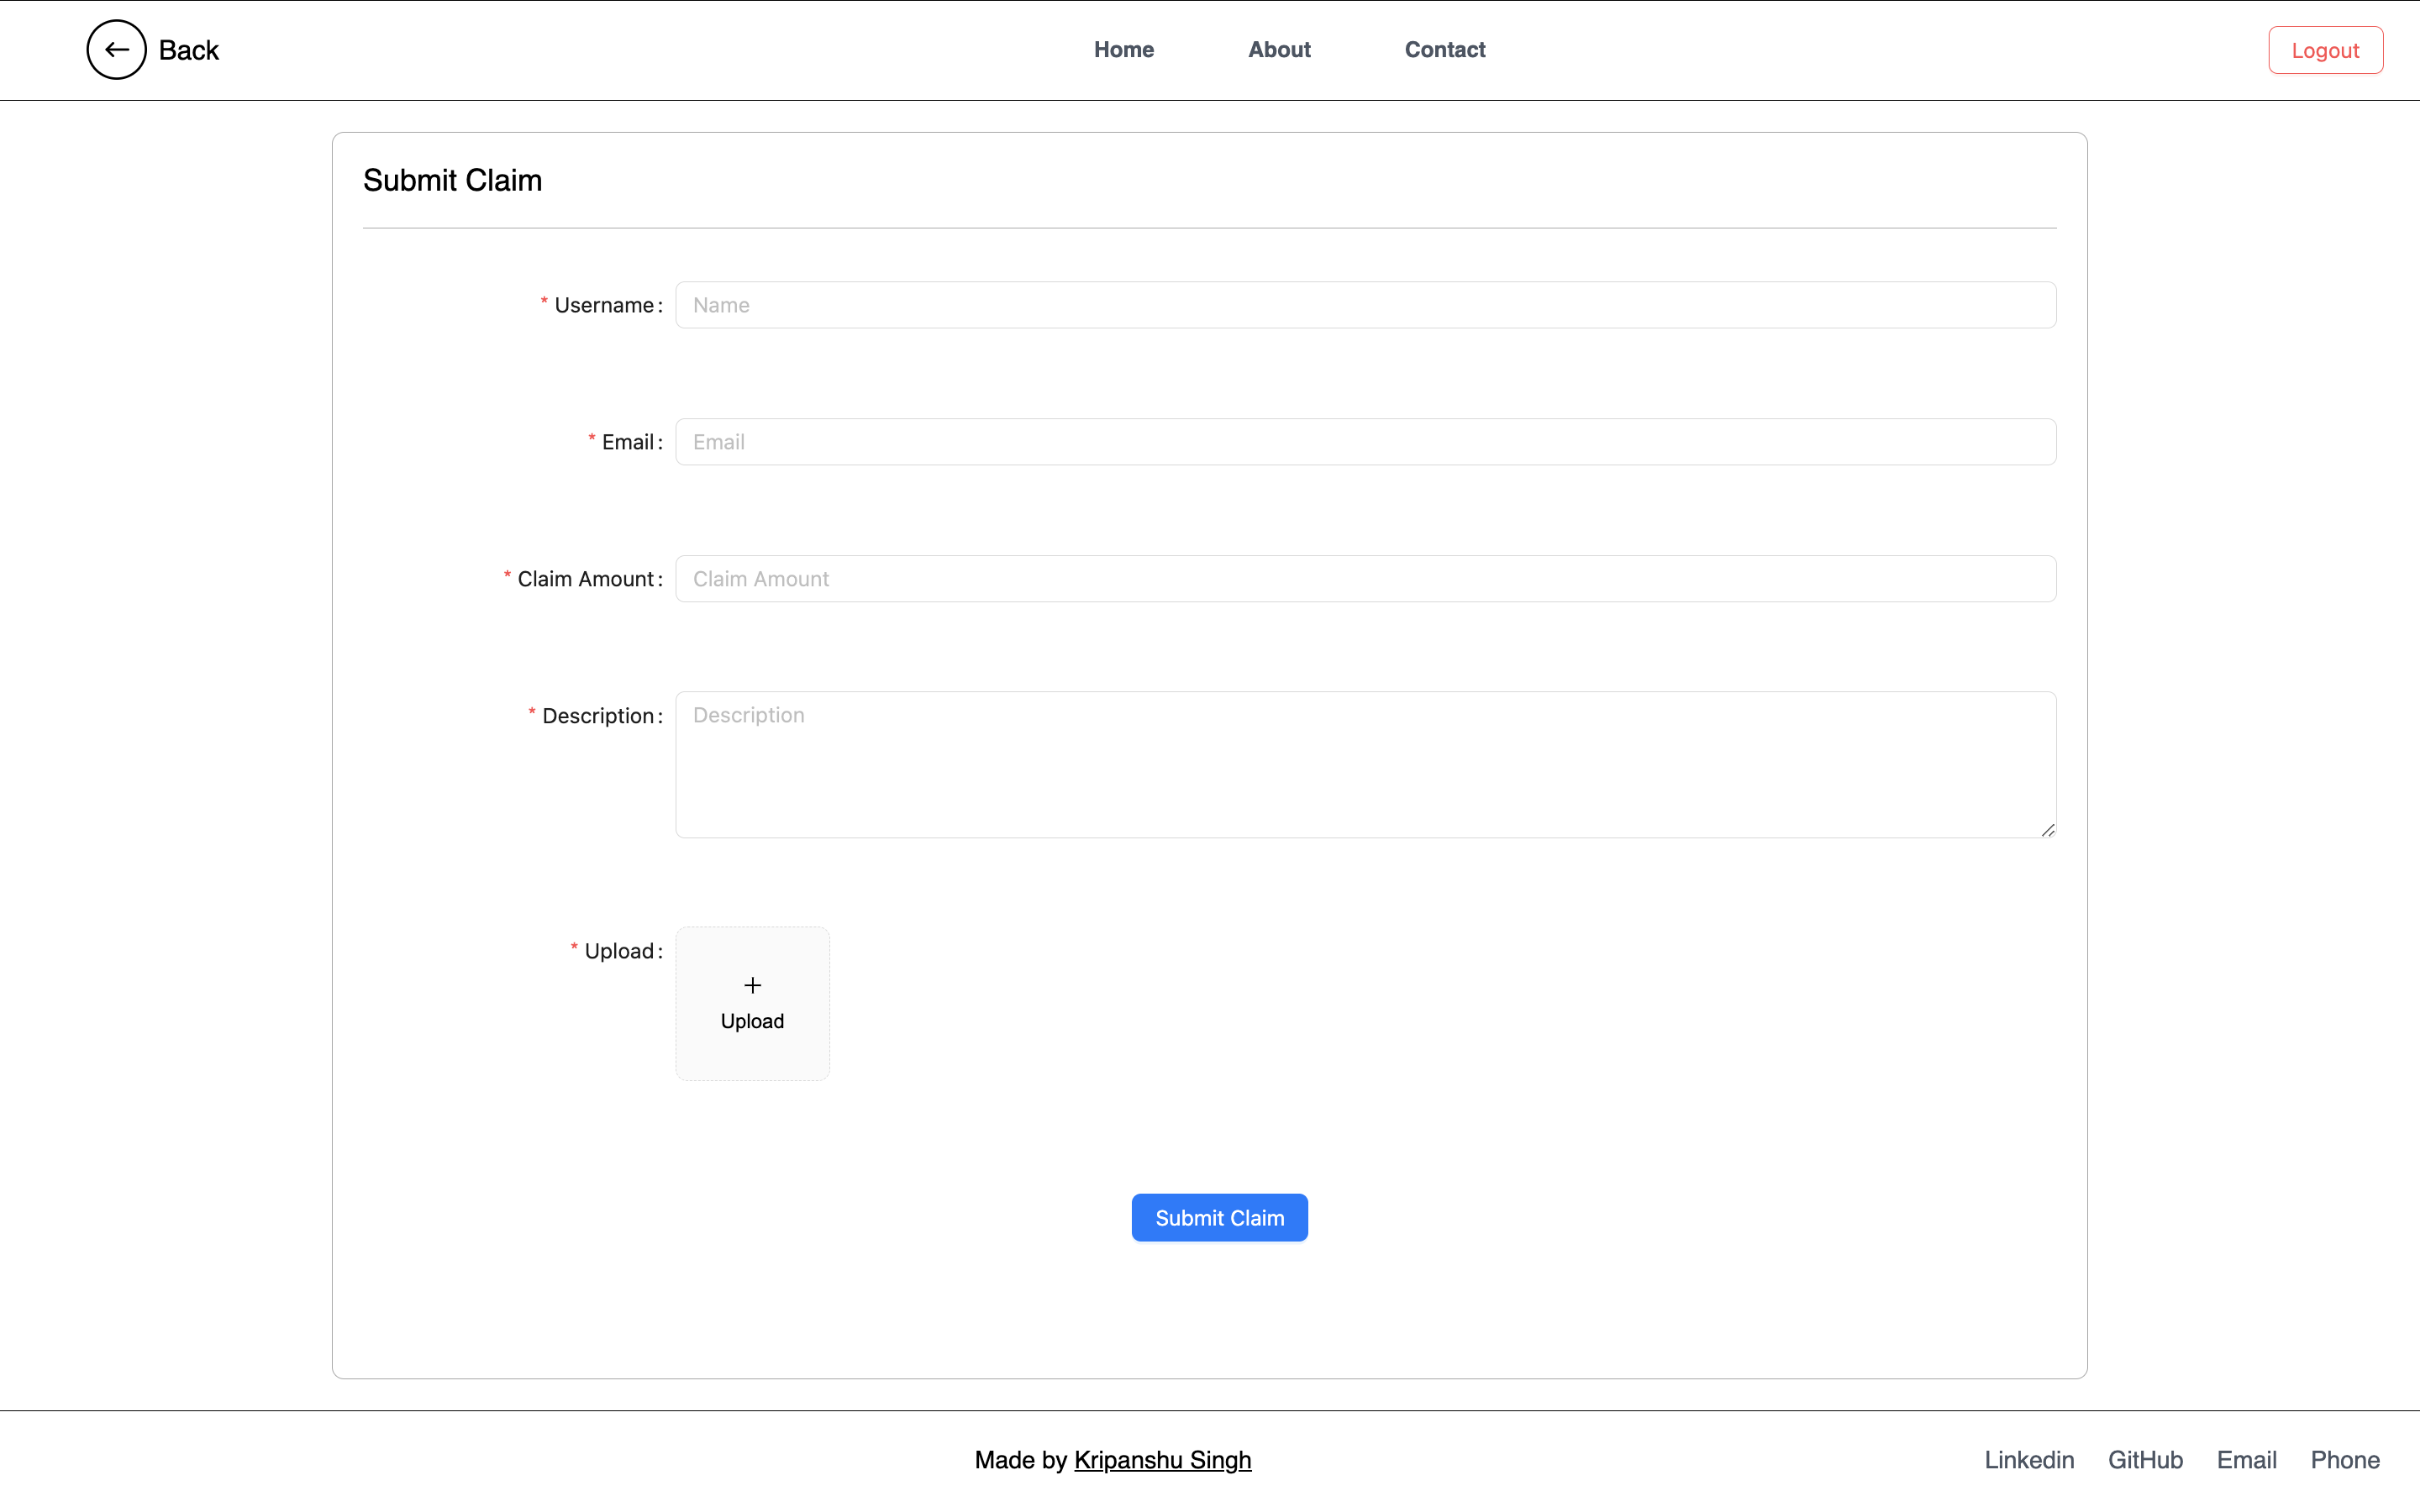 Back
Home About Contact
Logout
Submit Claim
* Username: Name
* Email: Email
* Claim Amount: Claim Amount
* Description: Description
* Upload: + Upload
Submit Claim
Made by Kripanshu Singh
Linkedin GitHub Email Phone